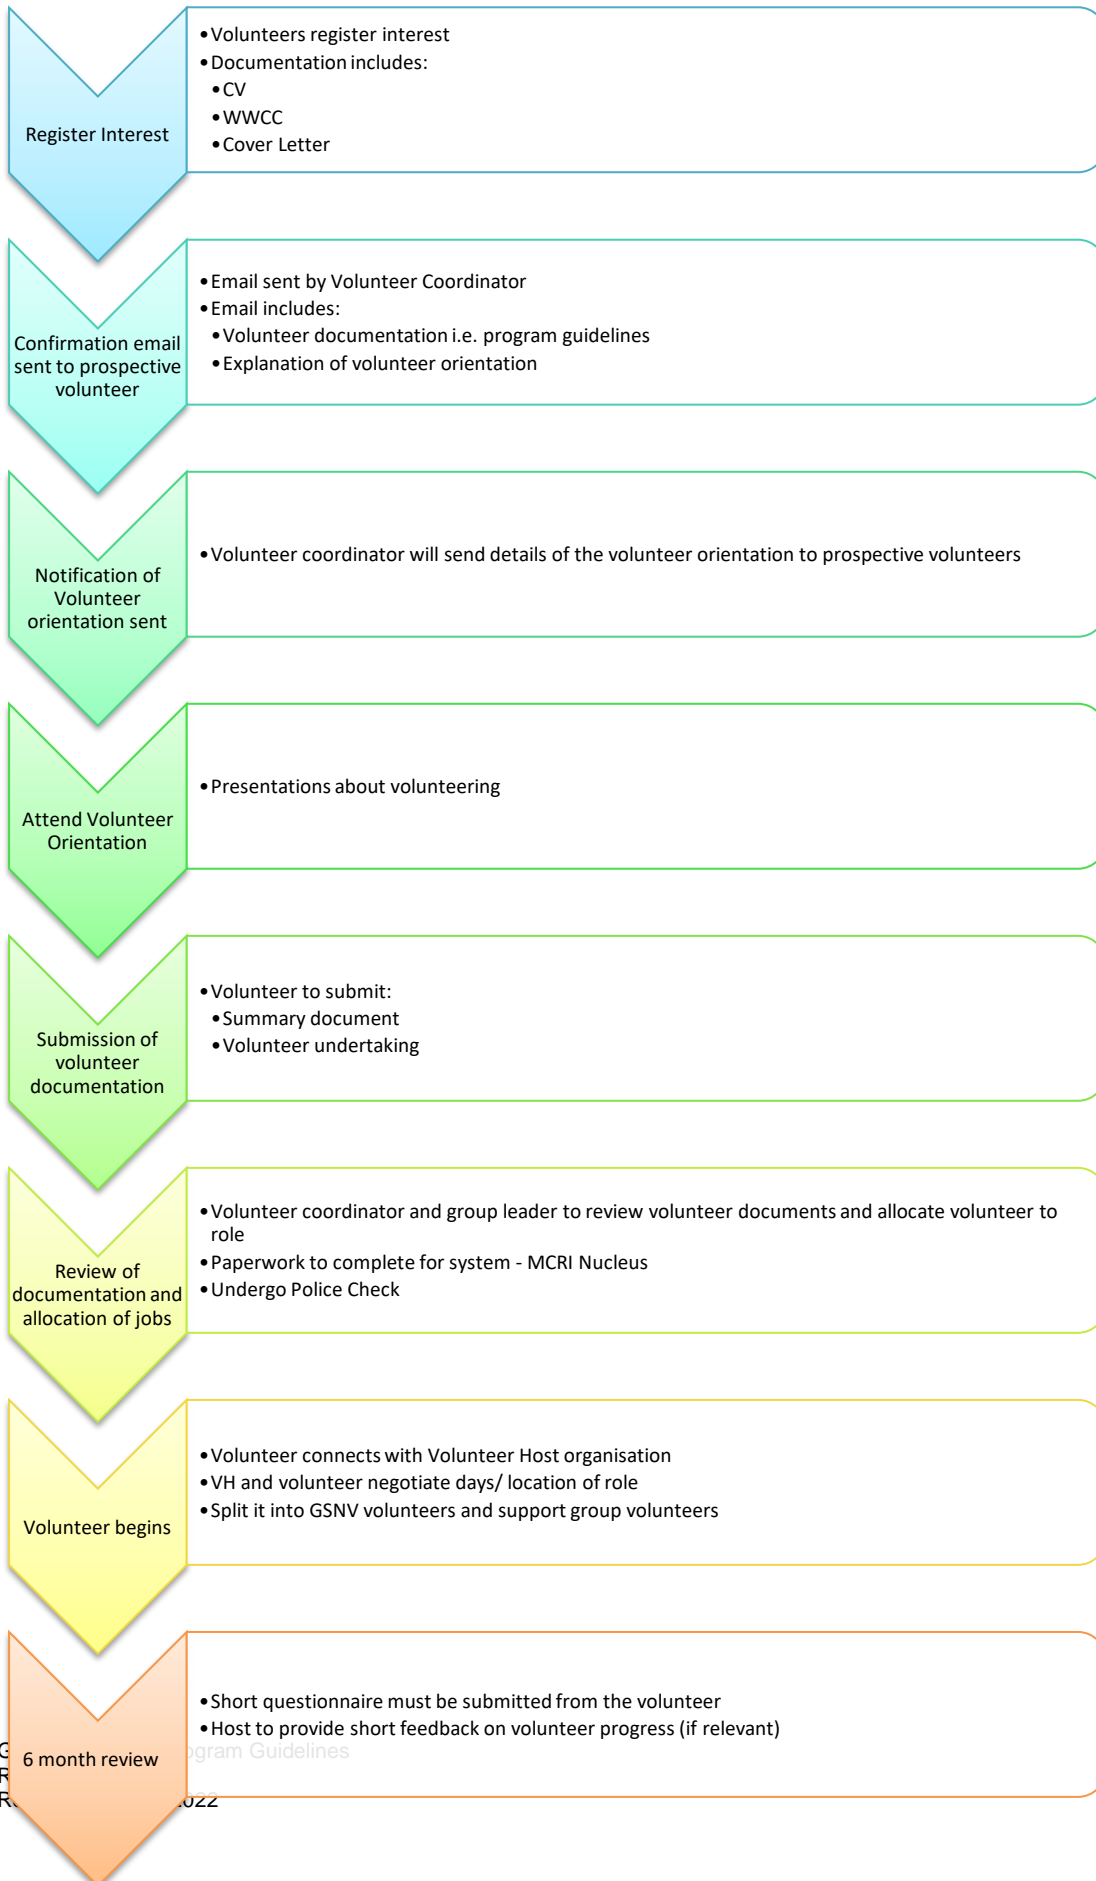 Register Interest
•Volunteers register interest
•Documentation includes:
•CV
•WWCC
•Cover Letter
Confirmation email
sent to prospective
volunteer
•Email sent by Volunteer Coordinator
•Email includes:
•Volunteer documentation i.e. program guidelines
•Explanation of volunteer orientation
Notification of
Volunteer
orientation sent
•Volunteer coordinator will send details of the volunteer orientation to prospective volunteers
Attend Volunteer
Orientation
•Presentations about volunteering
Submission of
volunteer
documentation
•Volunteer to submit:
•Summary document
•Volunteer undertaking
Review of
documentation and
allocation of jobs
•Volunteer coordinator and group leader to review volunteer documents and allocate volunteer to
role
•Paperwork to complete for system - MCRI Nucleus
•Undergo Police Check
Volunteer begins
•Volunteer connects with Volunteer Host organisation
•VH and volunteer negotiate days/ location of role
•Split it into GSNV volunteers and support group volunteers
6 month review
•Short questionnaire must be submitted from the volunteer
•Host to provide short feedback on volunteer progress (if relevant)
Guidelines